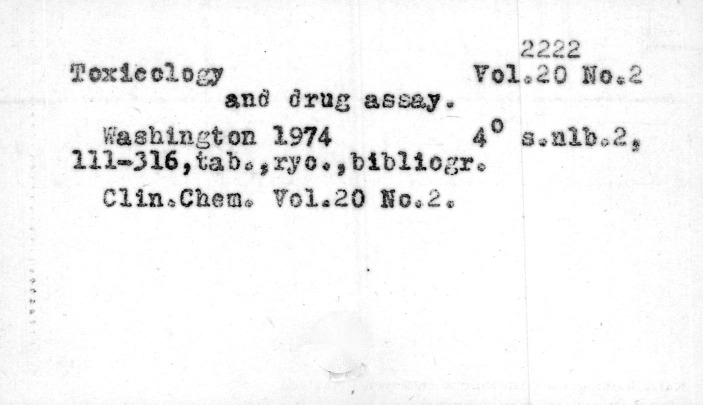 2222
Toxicology Vol.20 No.2
and drug assay.
Washington 1974 4° s.nlb.2,
111-316,tab.,ryc.,bibliogr.
Clin.Chem. Vol.20 No.2.